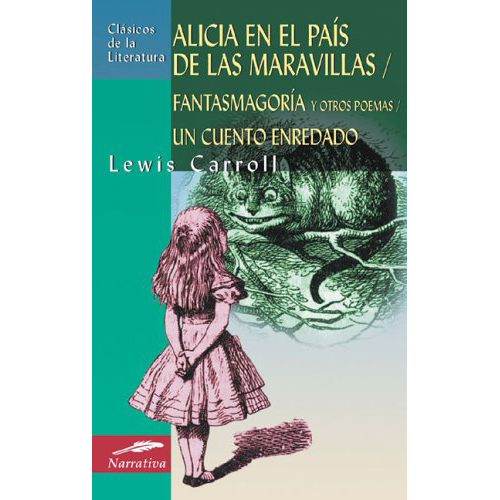 Clásicos
de la
Literatura
ALICIA EN EL PAÍS
DE LAS MARAVILLAS /
FANTASMAGORÍA Y OTROS POEMAS /
UN CUENTO ENREDADO
Lewis Carroll
Narrativa